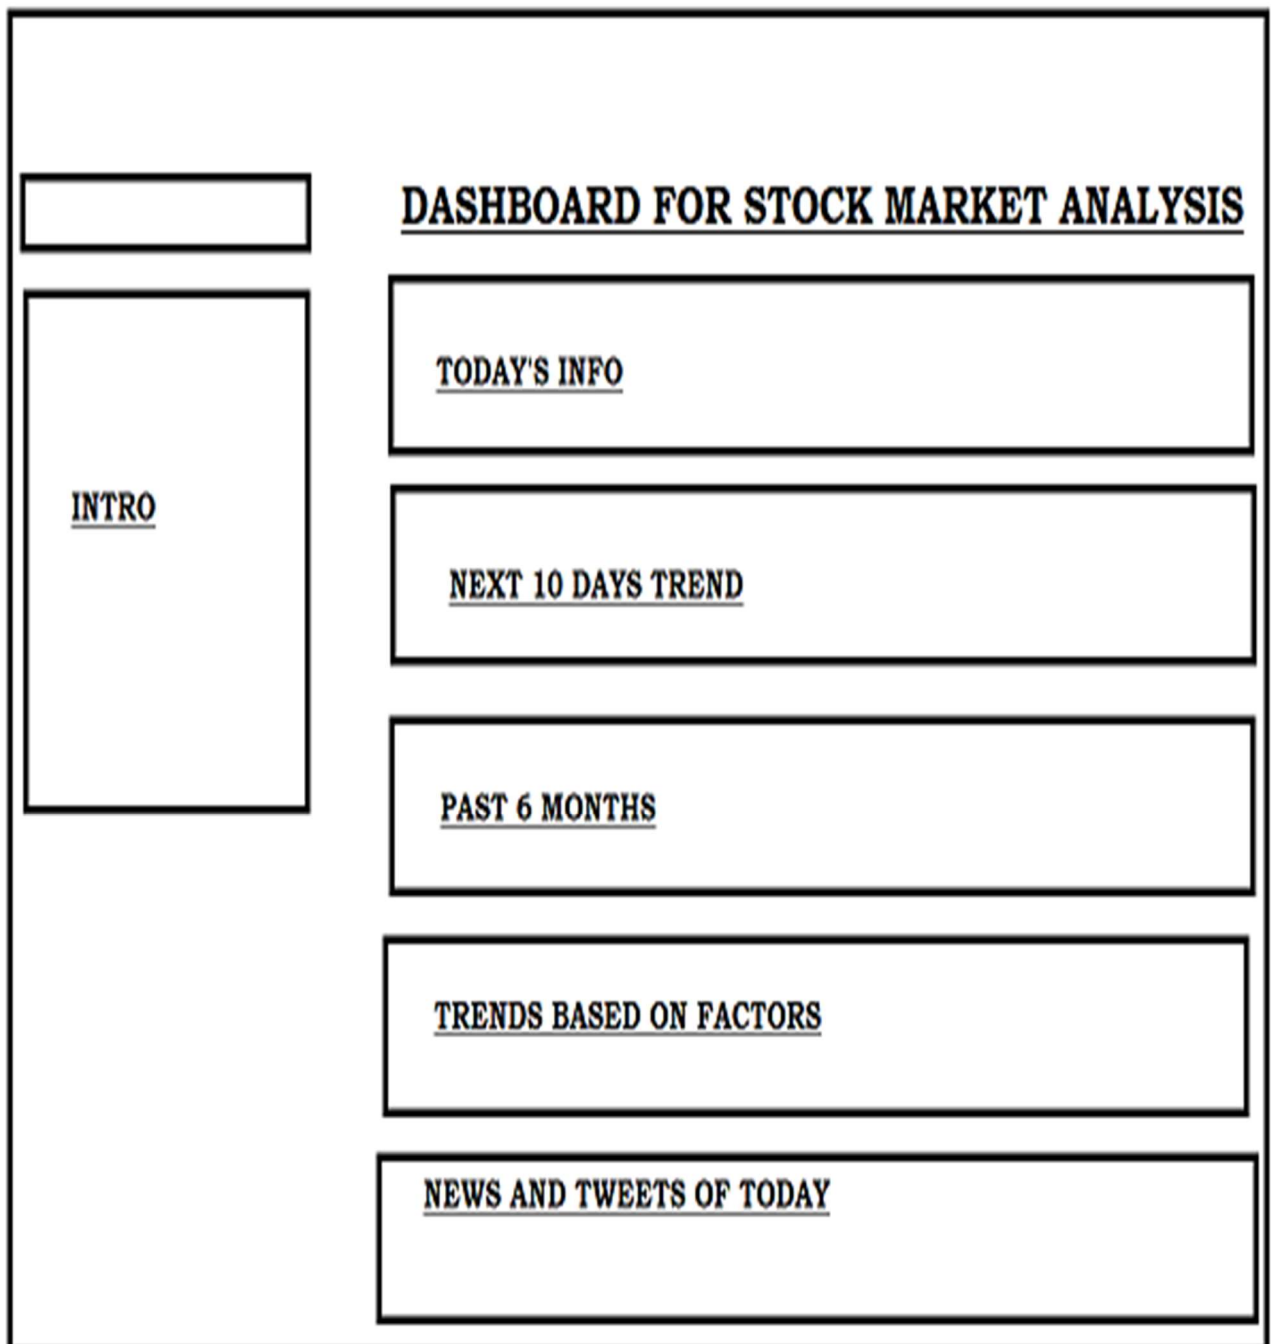 DASHBOARD FOR STOCK MARKET ANALYSIS
TODAY'S INFO
INTRO
NEXT 10 DAYS TREND
PAST 6 MONTHS
TRENDS BASED ON FACTORS
NEWS AND TWEETS OF TODAY